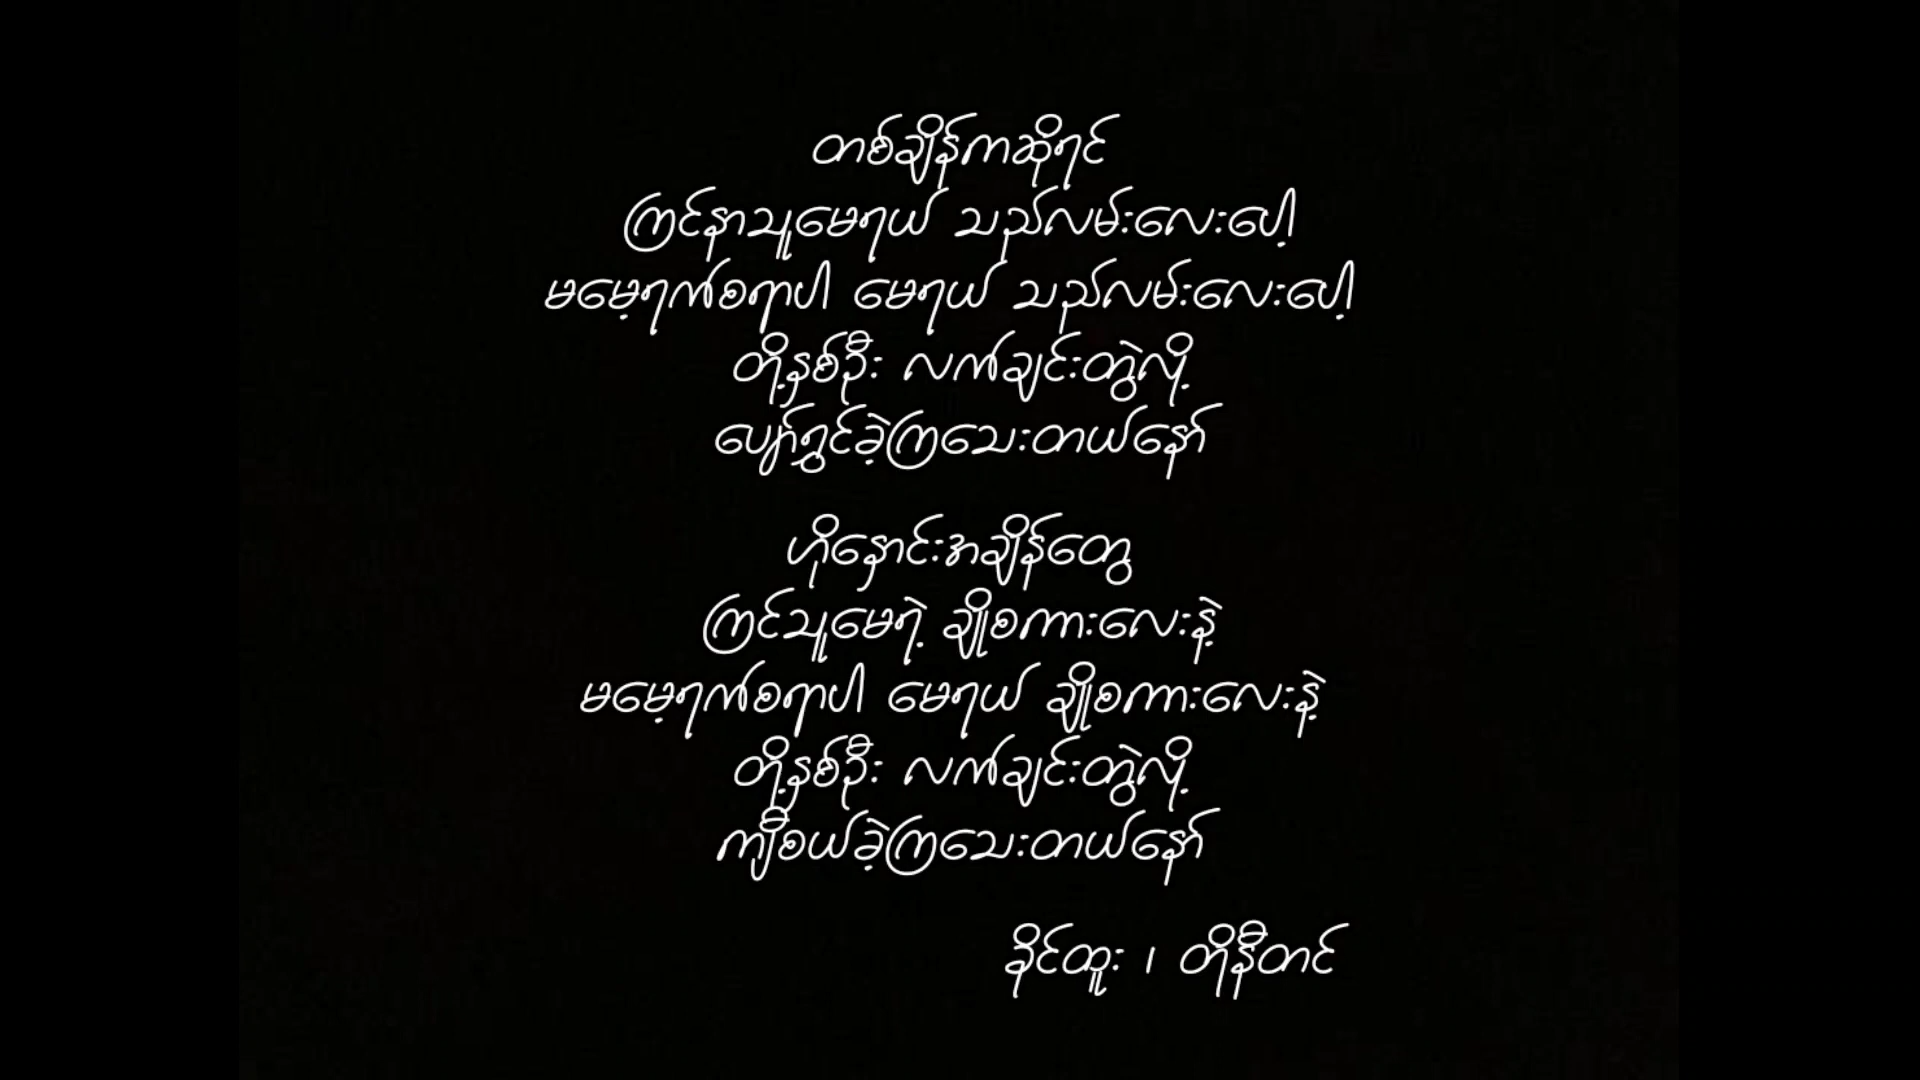 တစ်ချိန်ကဆိုရင်
ကြင်နာသူမေရယ် သည်လမ်းလေးပေါ့
မမေ့ရက်စရာပါ မေရယ် သည်လမ်းလေးပေါ့
တို့နှစ်ဦး လက်ချင်းတွဲလို့
ပျော်ရွှင်ခဲ့ကြသေးတယ်နော်
ဟိုနှောင်းအချိန်တွေ
ကြင်သူမေရဲ့ ချိုစကားလေးနဲ့
မမေ့ရက်စရာပါ မေရယ် ချိုစကားလေးနဲ့
တို့နှစ်ဦး လက်ချင်းတွဲလို့
ကျီစယ်ခဲ့ကြသေးတယ်နော်
ခိုင်ထူး ၊ တိုနီတင်